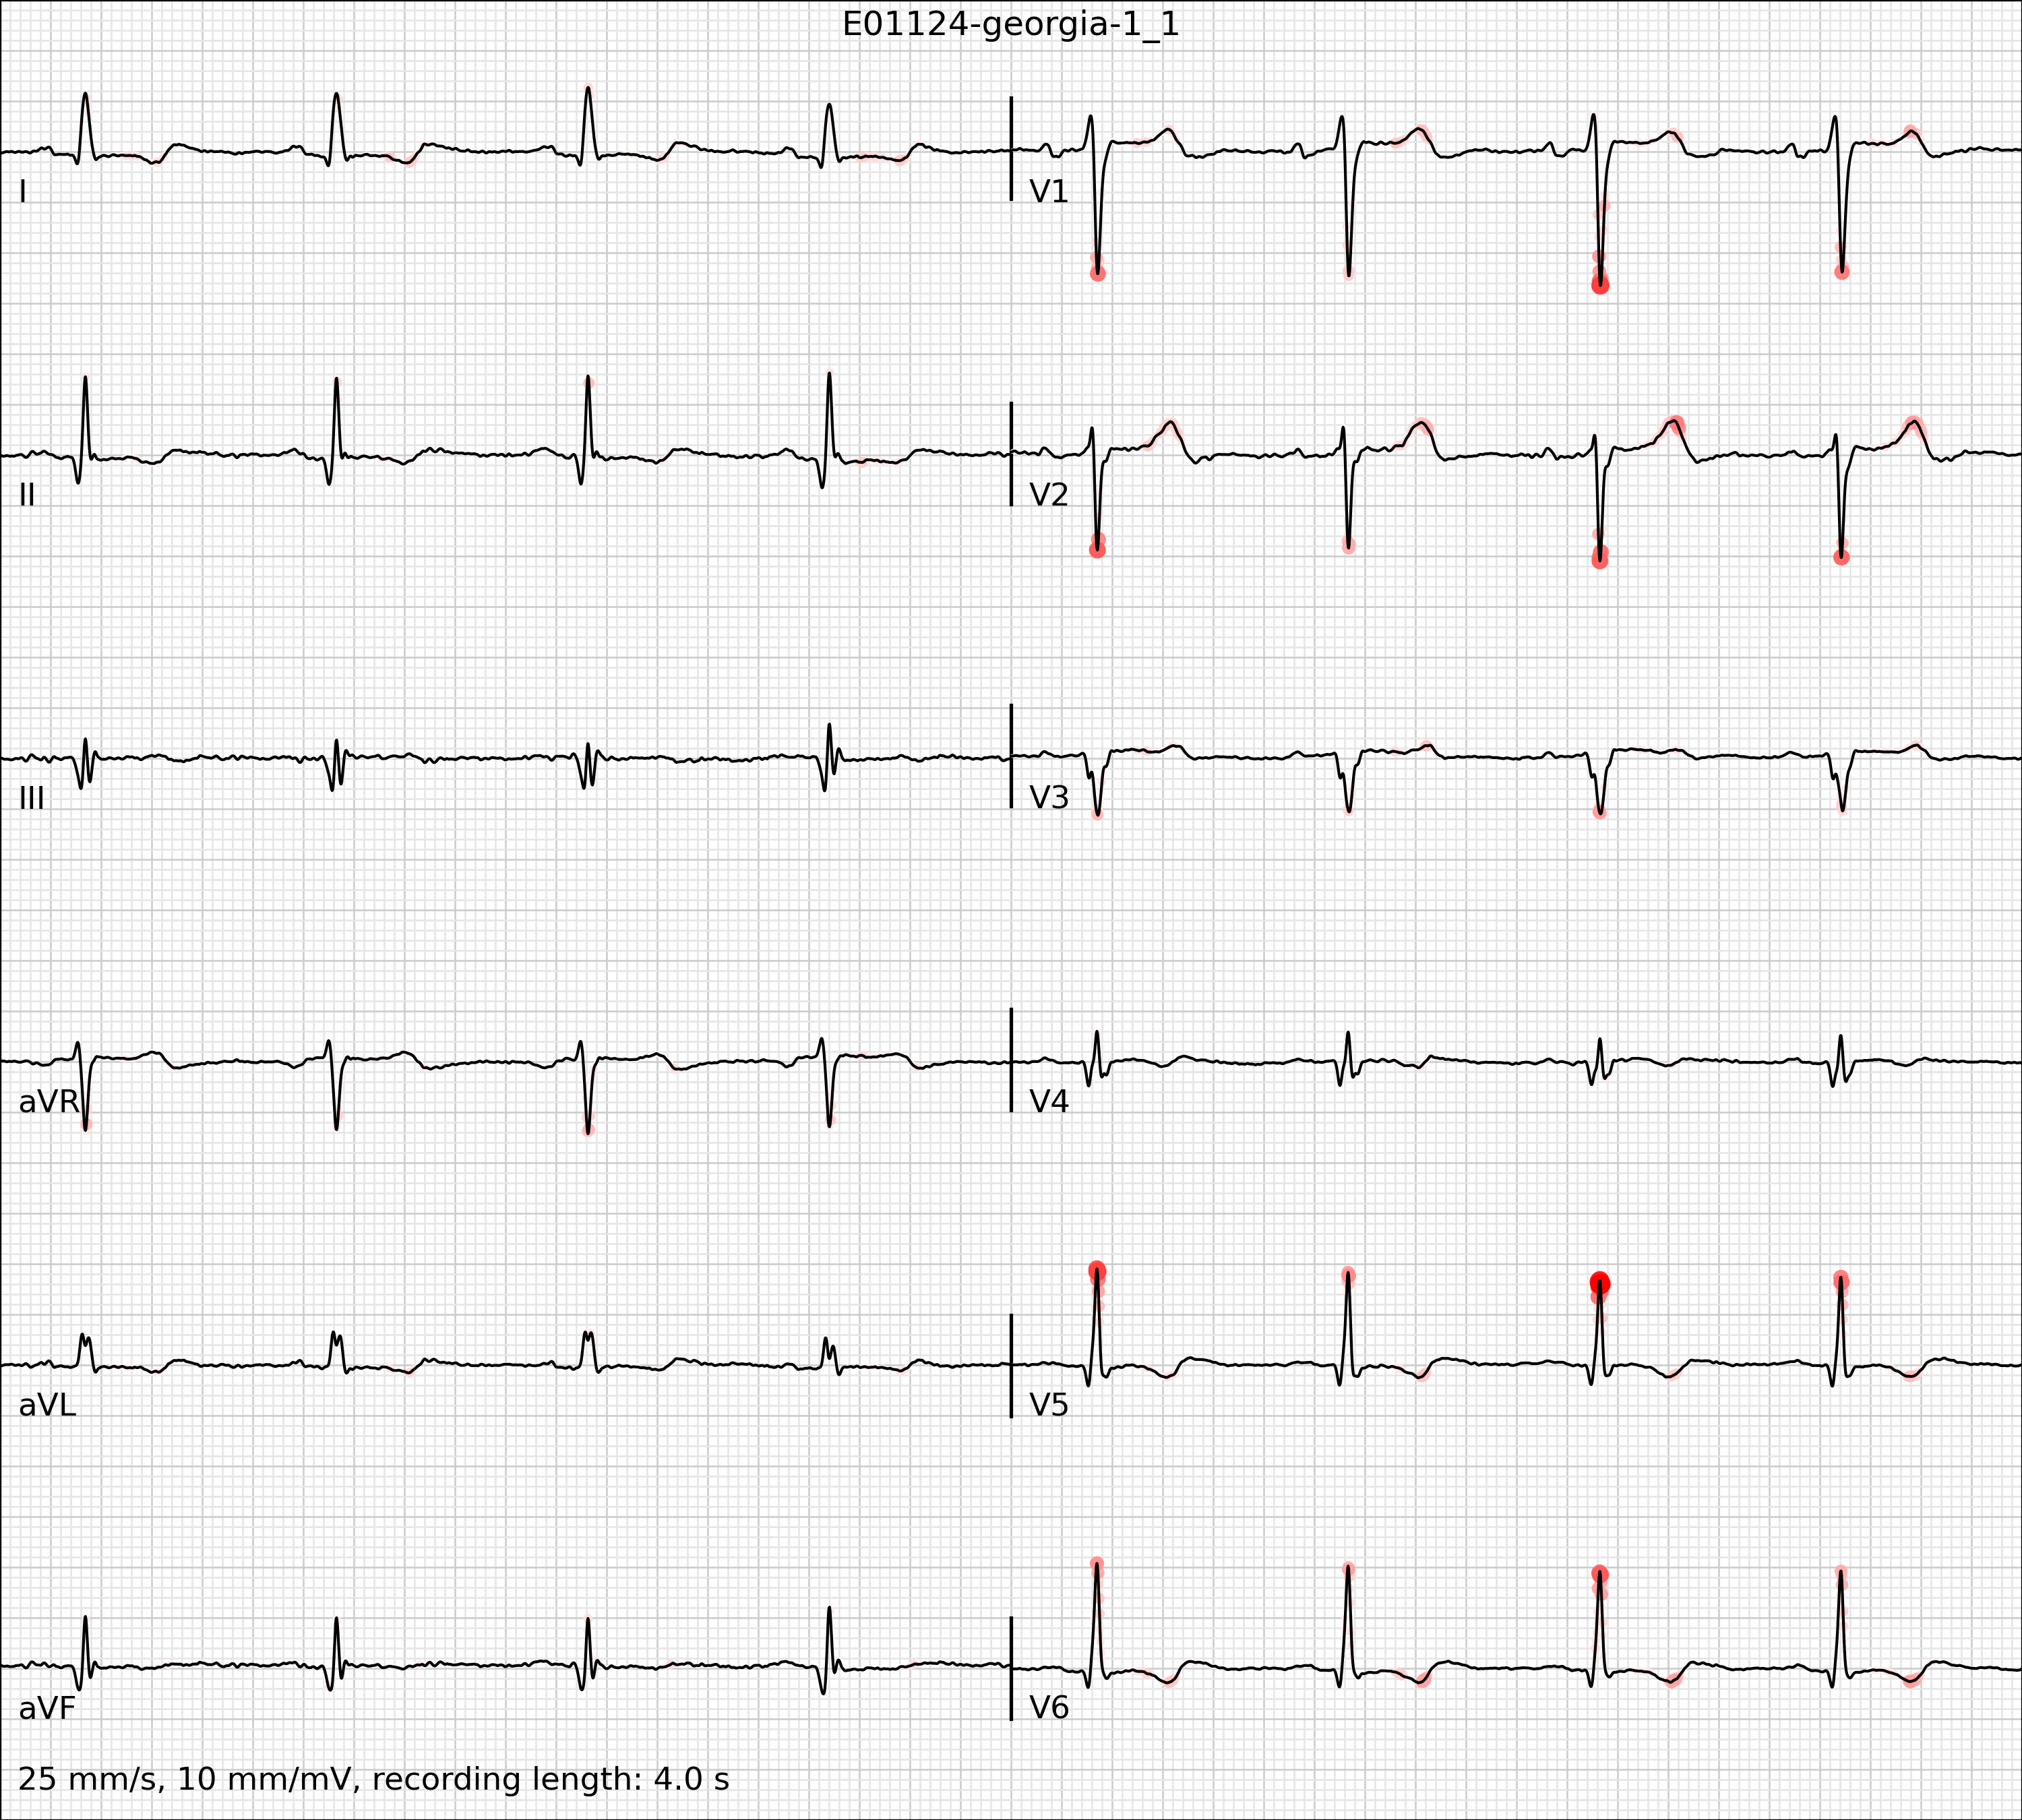 E01124-georgia-1_1
I
V1
II
V2
III
V3
aVR
V4
aVL
V5
aVF
V6
25 mm/s, 10 mm/mV, recording length: 4.0 s